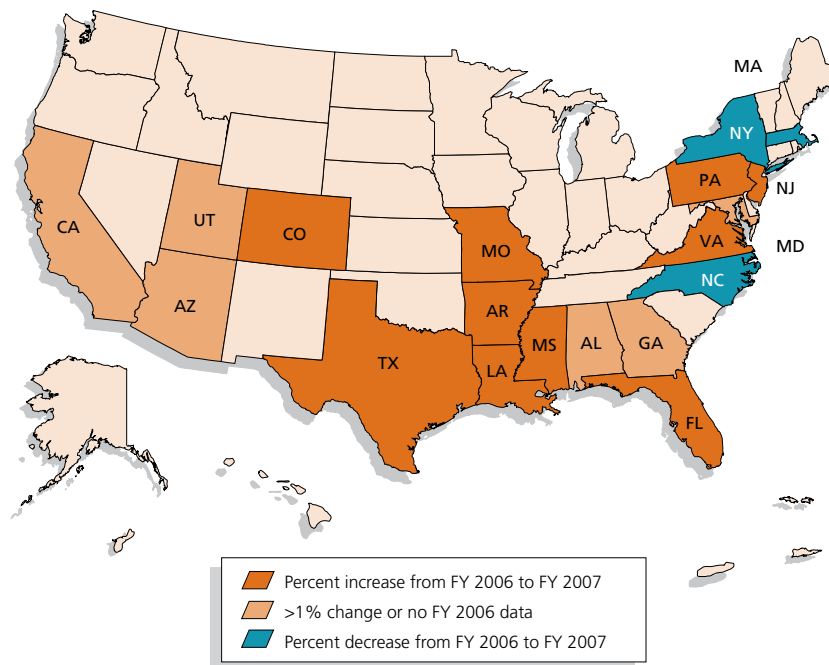 MA
NY
PA
NJ
CA
UT
CO
MO
VA
MD
NC
AZ
AR
TX
LA
MS
AL
GA
FL
Percent increase from FY 2006 to FY 2007
>1% change or no FY 2006 data
Percent decrease from FY 2006 to FY 2007